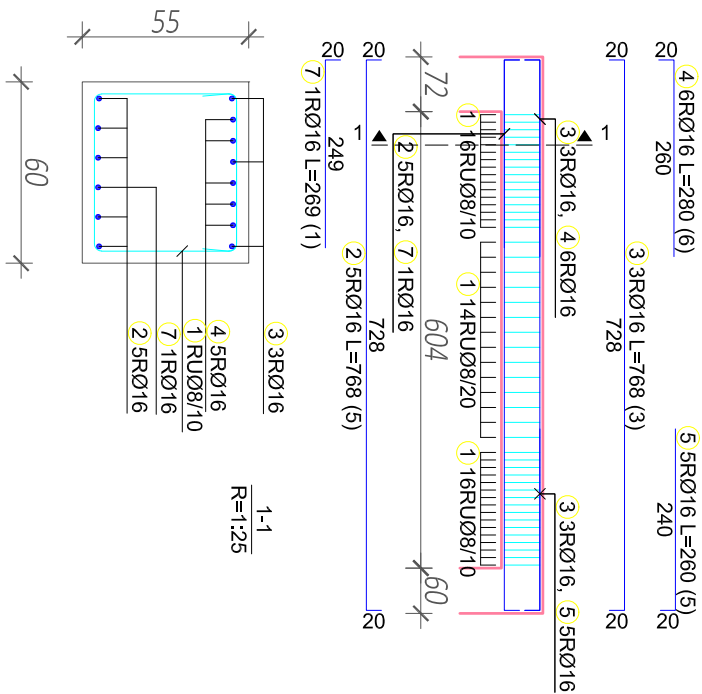 4 6RØ16 L=280 (6)
260
20
5 5RØ16 L=260 (5)
240
20
3 3RØ16 L=768 (3)
728
20
20
3 3RØ16, 4 6RØ16
3 3RØ16, 5 5RØ16
1
1
1 16RUØ8/10
1 14RUØ8/20
1 16RUØ8/10
72
604
60
2 5RØ16, 7 1RØ16
2 5RØ16 L=768 (5)
728
20
20
7 1RØ16 L=269 (1)
249
20
55
60
3 3RØ16
4 5RØ16
1 RUØ8/10
7 1RØ16
2 5RØ16
1-1
R=1:25